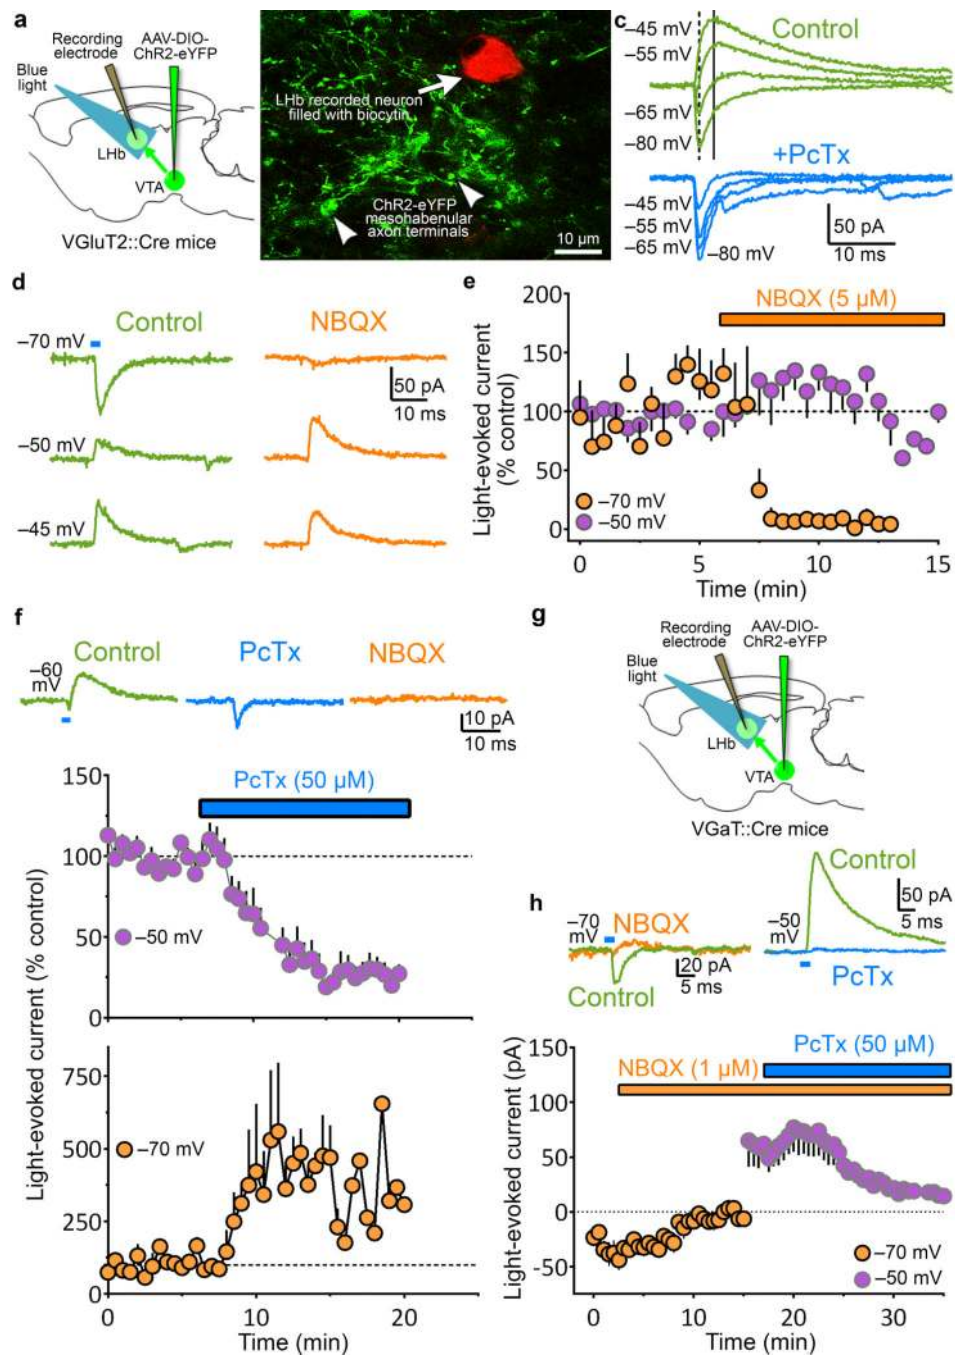 a
Recording electrode
AAV-DIO-
ChR2-eYFP
Blue
light
LHb
VTA
VGluT2::Cre mice
LHb recorded neuron
filled with biocytin
ChR2-eYFP
mesohabenular
axon terminals
10 µm
c
−45 mV
−55 mV
Control
−65 mV
−80 mV
+PcTx
−45 mV
−55 mV
−65 mV
−80 mV
50 pA
10 ms
d
Control
NBQX
−70 mV
50 pA
10 ms
−50 mV
−45 mV
e
NBQX (5 µM)
Light-evoked current
(% control)
200
150
100
50
0
−70 mV
−50 mV
0
5
10
15
Time (min)
f
Control
PcTx
NBQX
−60
mV
10 pA
10 ms
Light-evoked current (% control)
PcTx (50 µM)
150
100
50
0
−50 mV
0
10
20
750
500
250
0
−70 mV
0
10
20
Time (min)
g
Recording
electrode
AAV-DIO-
ChR2-eYFP
Blue
light
LHb
VTA
VGaT::Cre mice
h
−70
mV
NBQX
Control
20 pA
5 ms
Control
−50
mV
PcTx
50 pA
5 ms
Light-evoked current (pA)
PcTx (50 µM)
NBQX (1 µM)
150
100
50
0
-50
−70 mV
−50 mV
0
10
20
30
Time (min)